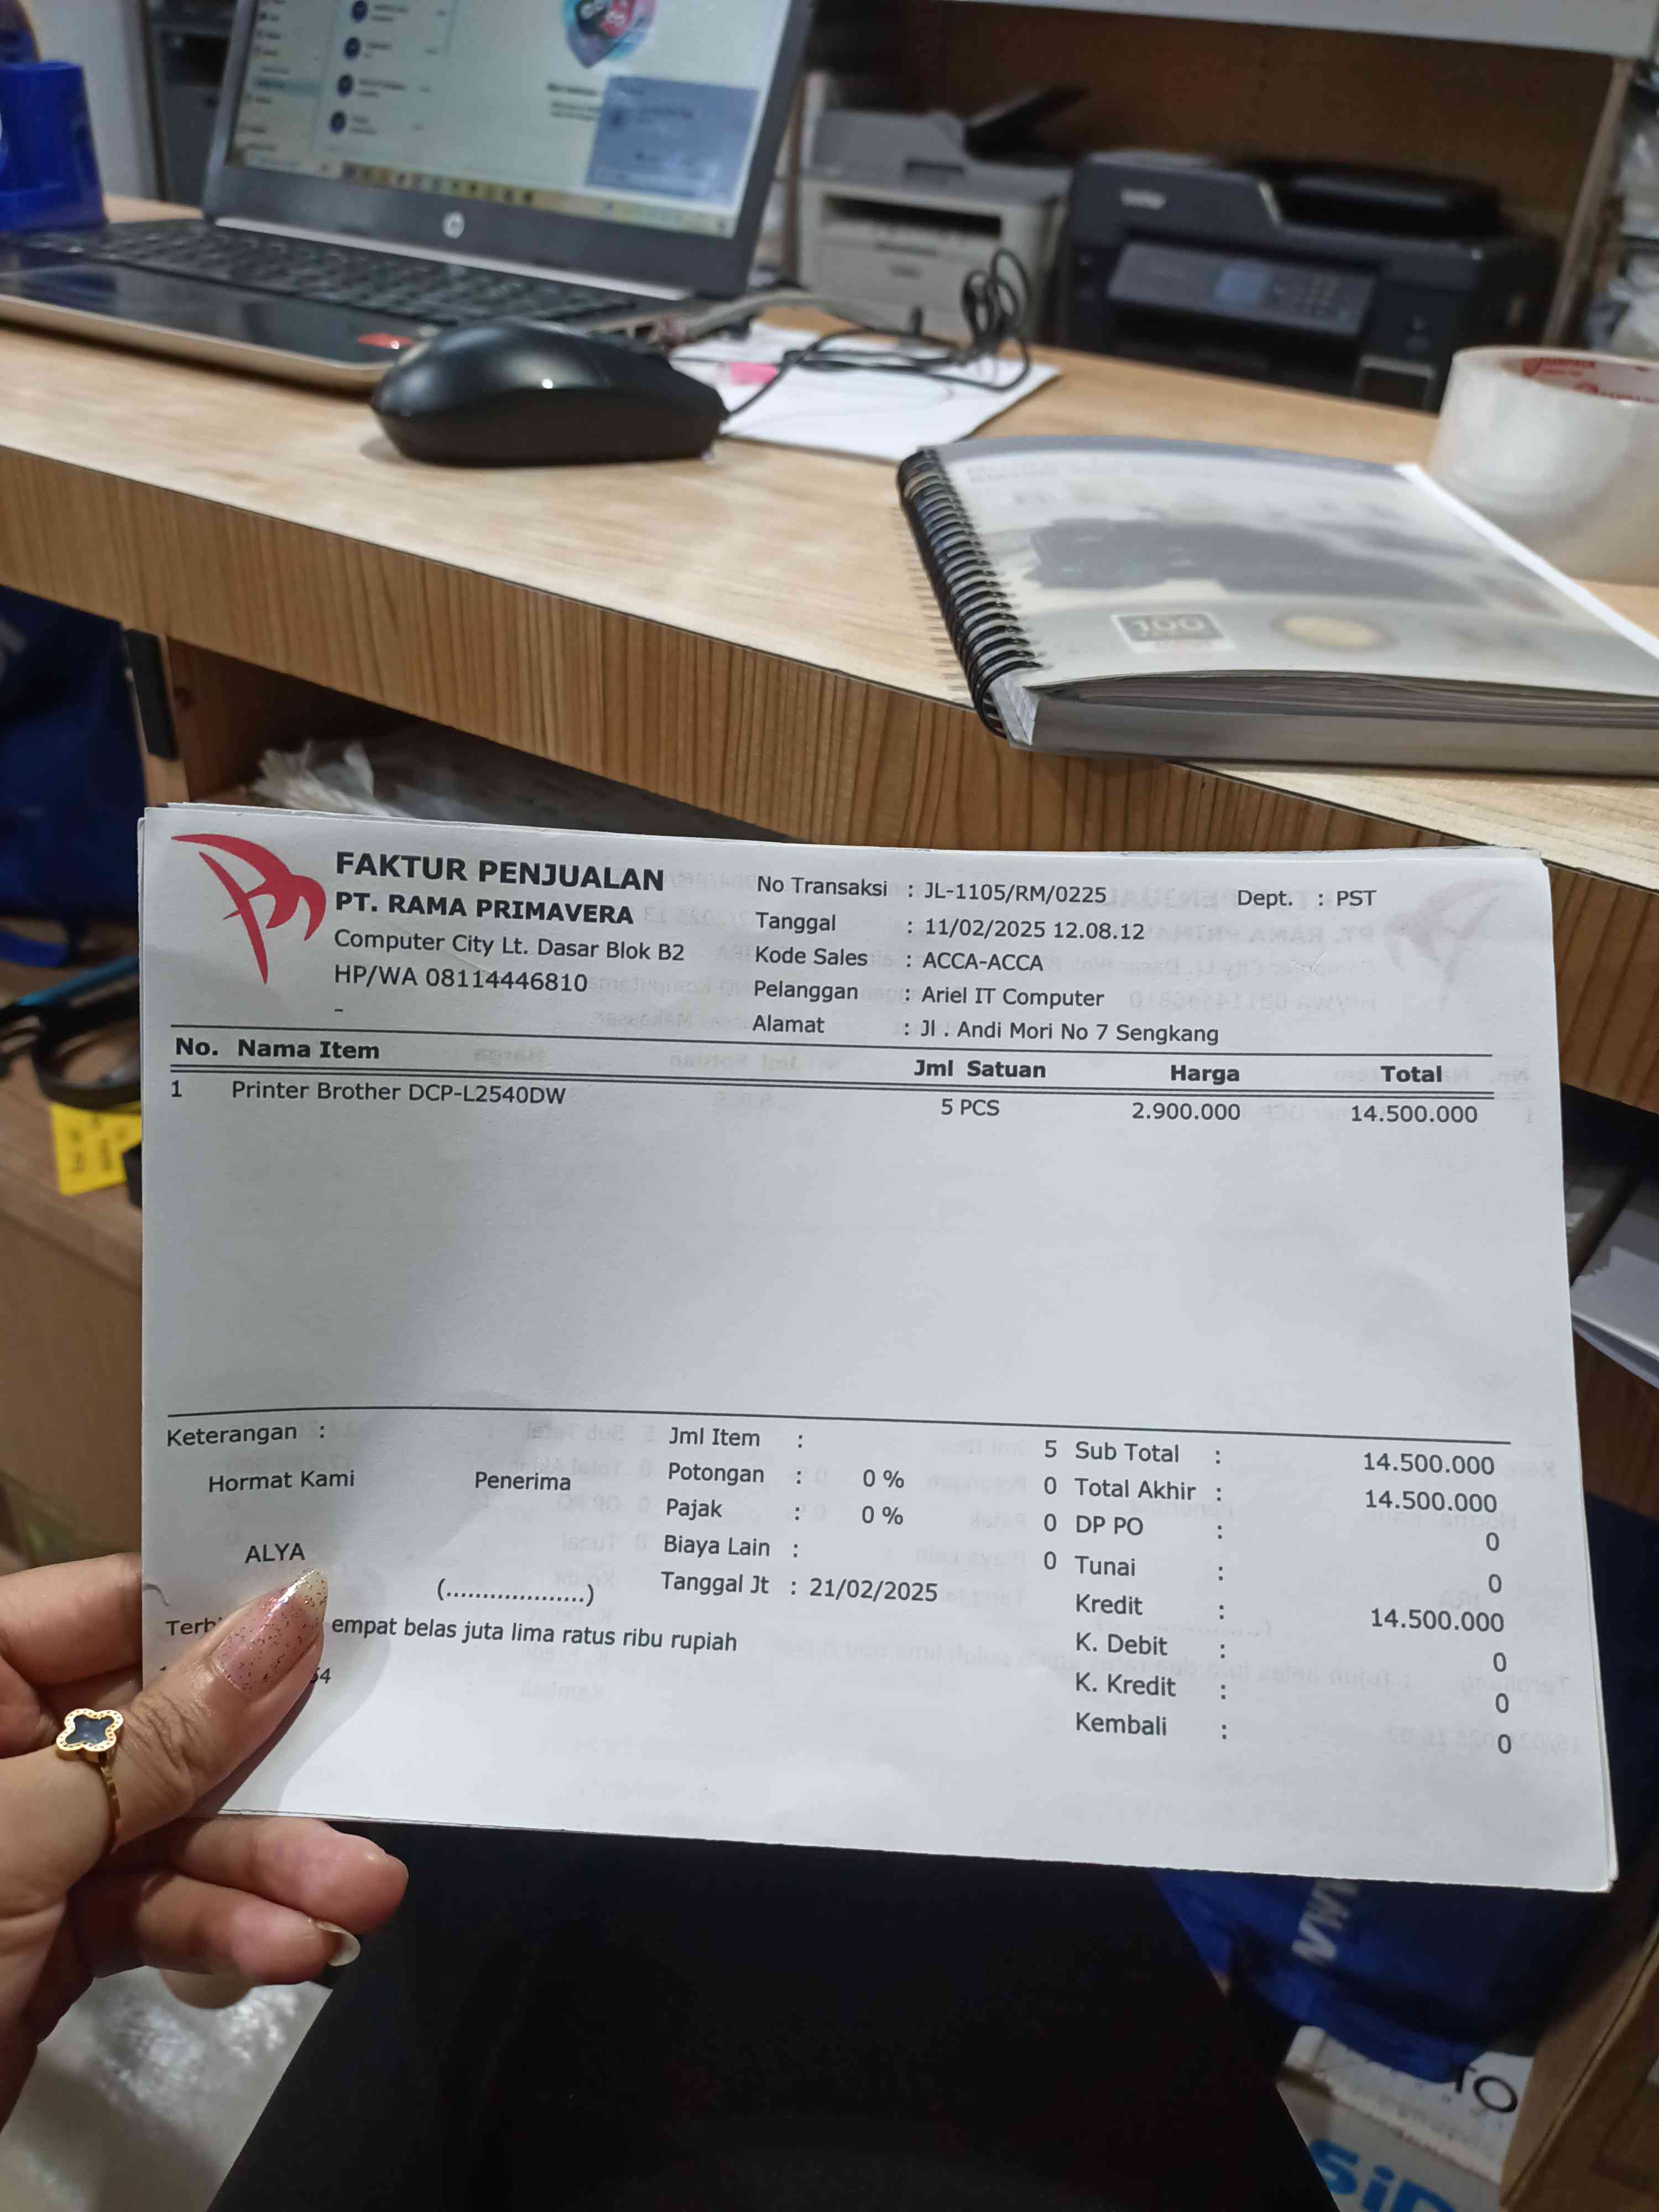 hp
brother
100
FAKTUR PENJUALAN
PT. RAMA PRIMAVERA
Computer City Lt. Dasar Blok B2
HP/WA 08114446810
-
No Transaksi : JL-1105/RM/0225 Dept. : PST
Tanggal : 11/02/2025 12.08.12
Kode Sales : ACCA-ACCA
Pelanggan : Ariel IT Computer
Alamat : Jl . Andi Mori No 7 Sengkang
No. Nama Item Jml Satuan Harga Total
1 Printer Brother DCP-L2540DW 5 PCS 2.900.000 14.500.000
Keterangan :
Hormat Kami Penerima
ALYA
(...................)
Jml Item : 5
Potongan : 0 % 0
Pajak : 0 % 0
Biaya Lain : 0
Tanggal Jt : 21/02/2025
Sub Total : 14.500.000
Total Akhir : 14.500.000
DP PO : 0
Tunai : 0
Kredit : 14.500.000
K. Debit : 0
K. Kredit : 0
Kembali : 0
Terb empat belas juta lima ratus ribu rupiah
54